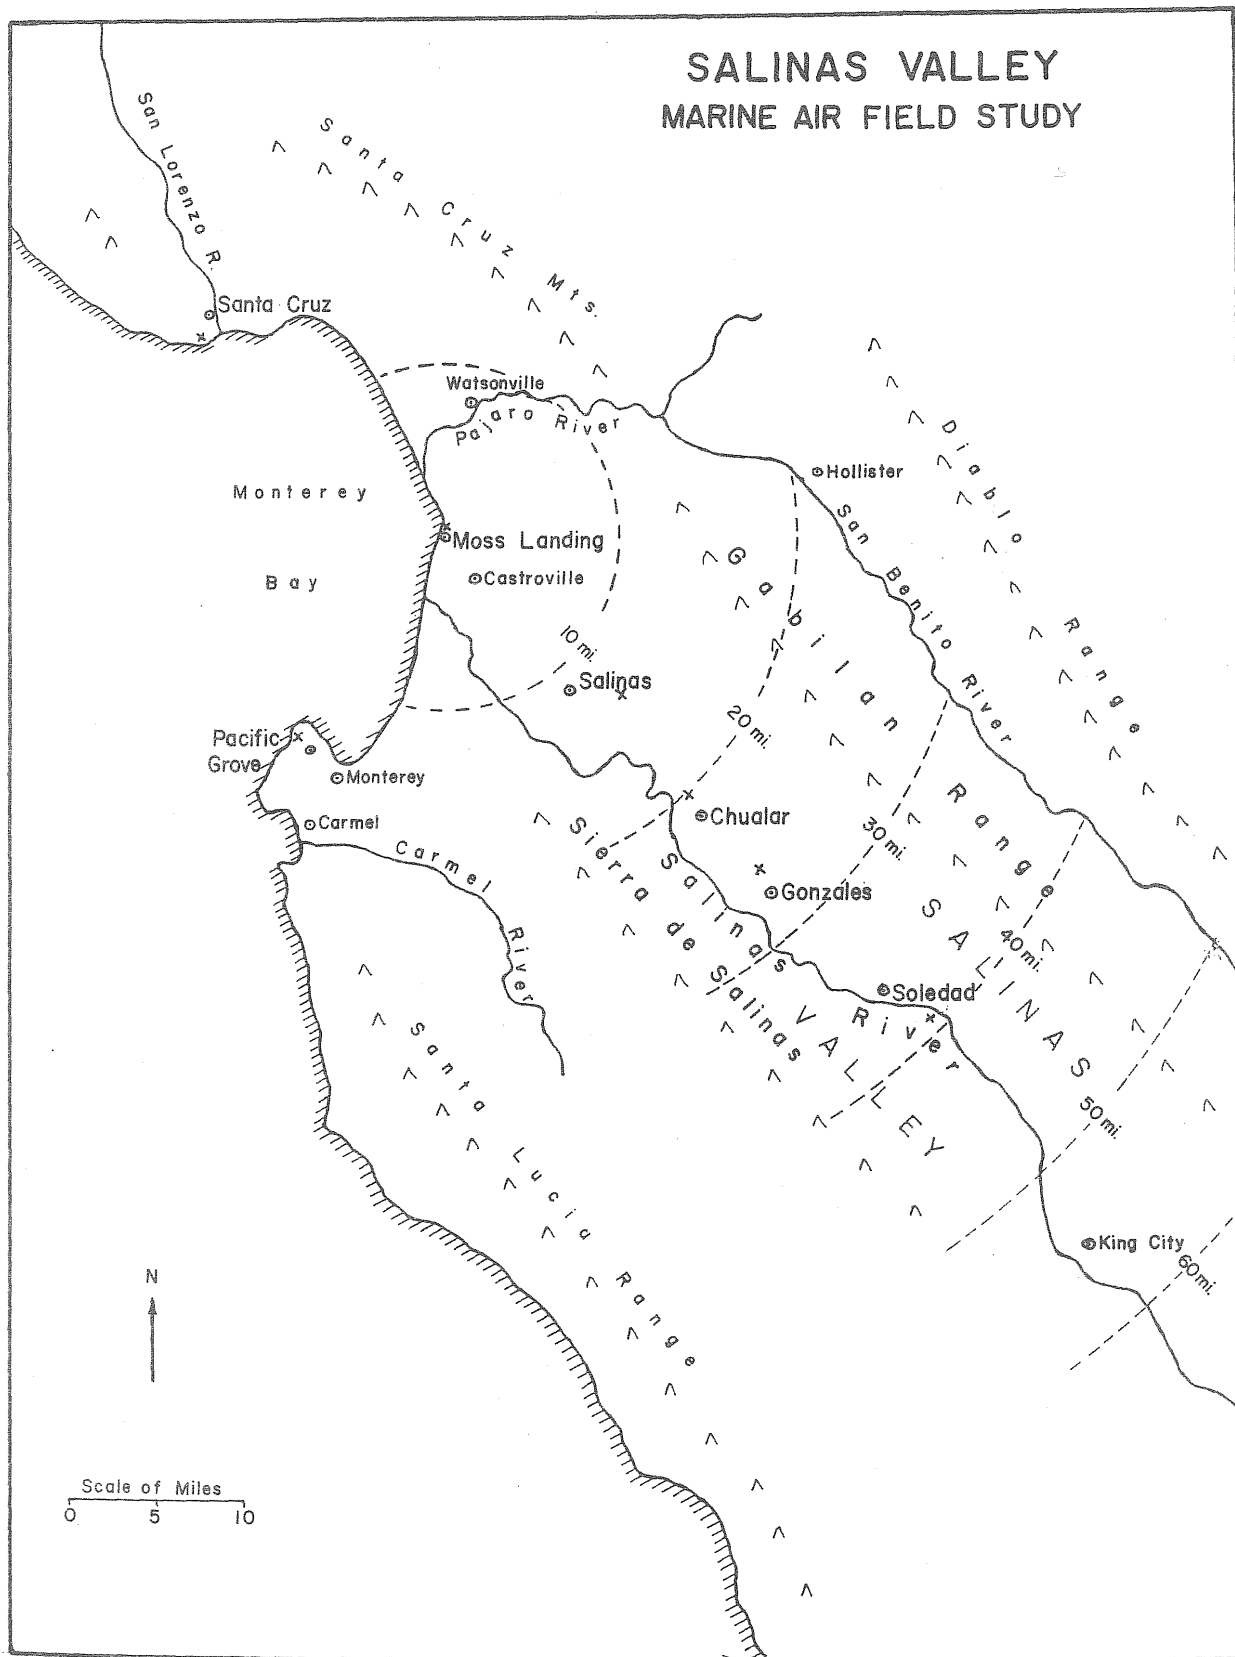 SALINAS VALLEY
MARINE AIR FIELD STUDY
San Lorenzo R.
Santa Cruz Mts.
Santa Cruz
Watsonville
Pajaro River
Hollister
Diablo Range
Monterey
Bay
Moss Landing
Castroville
San Benito River
Gabilan Range
10 mi.
Salinas
20 mi.
Pacific
Grove
Monterey
Carmel
Carmel River
Chualar
30 mi.
Sierra de Salinas
Salinas River
Gonzales
SALINAS
VALLEY
40 mi.
Soledad
Santa Lucia Range
50 mi.
King City
60 mi.
N
Scale of Miles
0 5 10